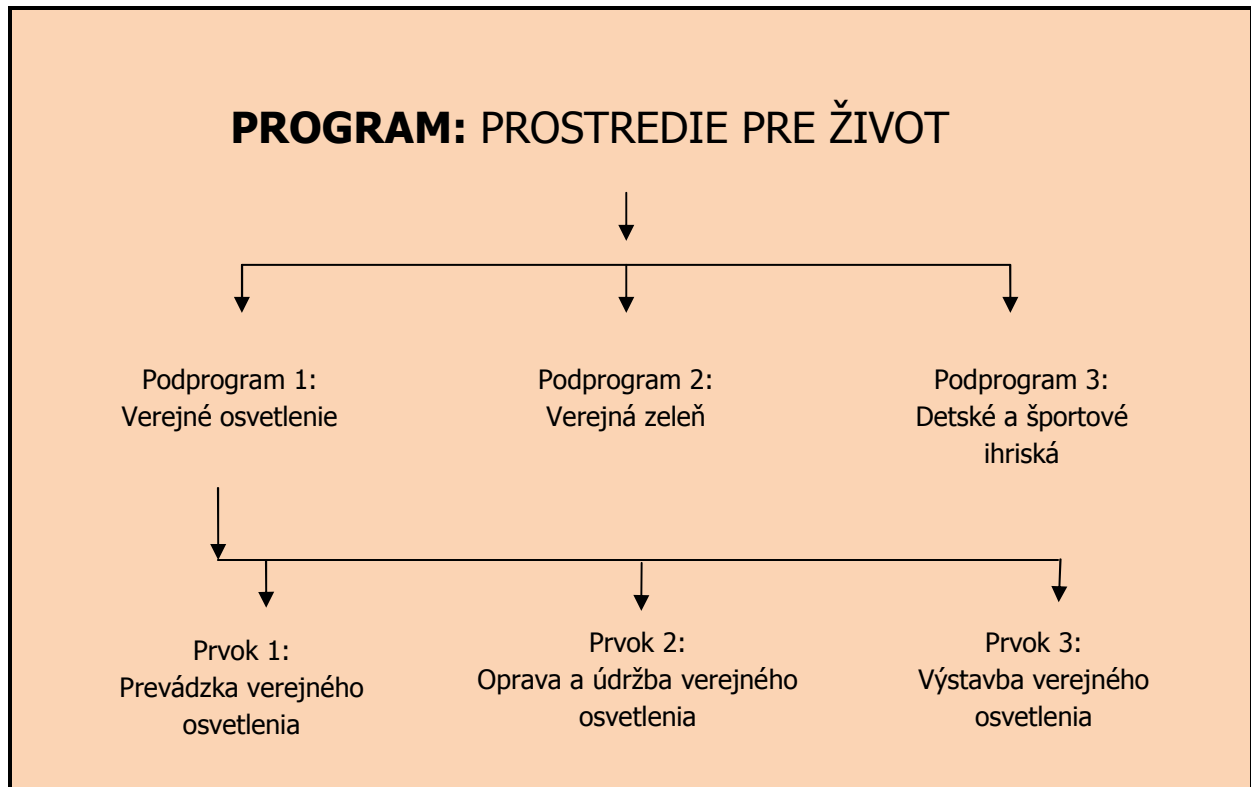 PROGRAM: PROSTREDIE PRE ŽIVOT
Podprogram 1:
Verejné osvetlenie
Podprogram 2:
Verejná zeleň
Podprogram 3:
Detské a športové
ihriská
Prvok 1:
Prevádzka verejného
osvetlenia
Prvok 2:
Oprava a údržba verejného
osvetlenia
Prvok 3:
Výstavba verejného
osvetlenia